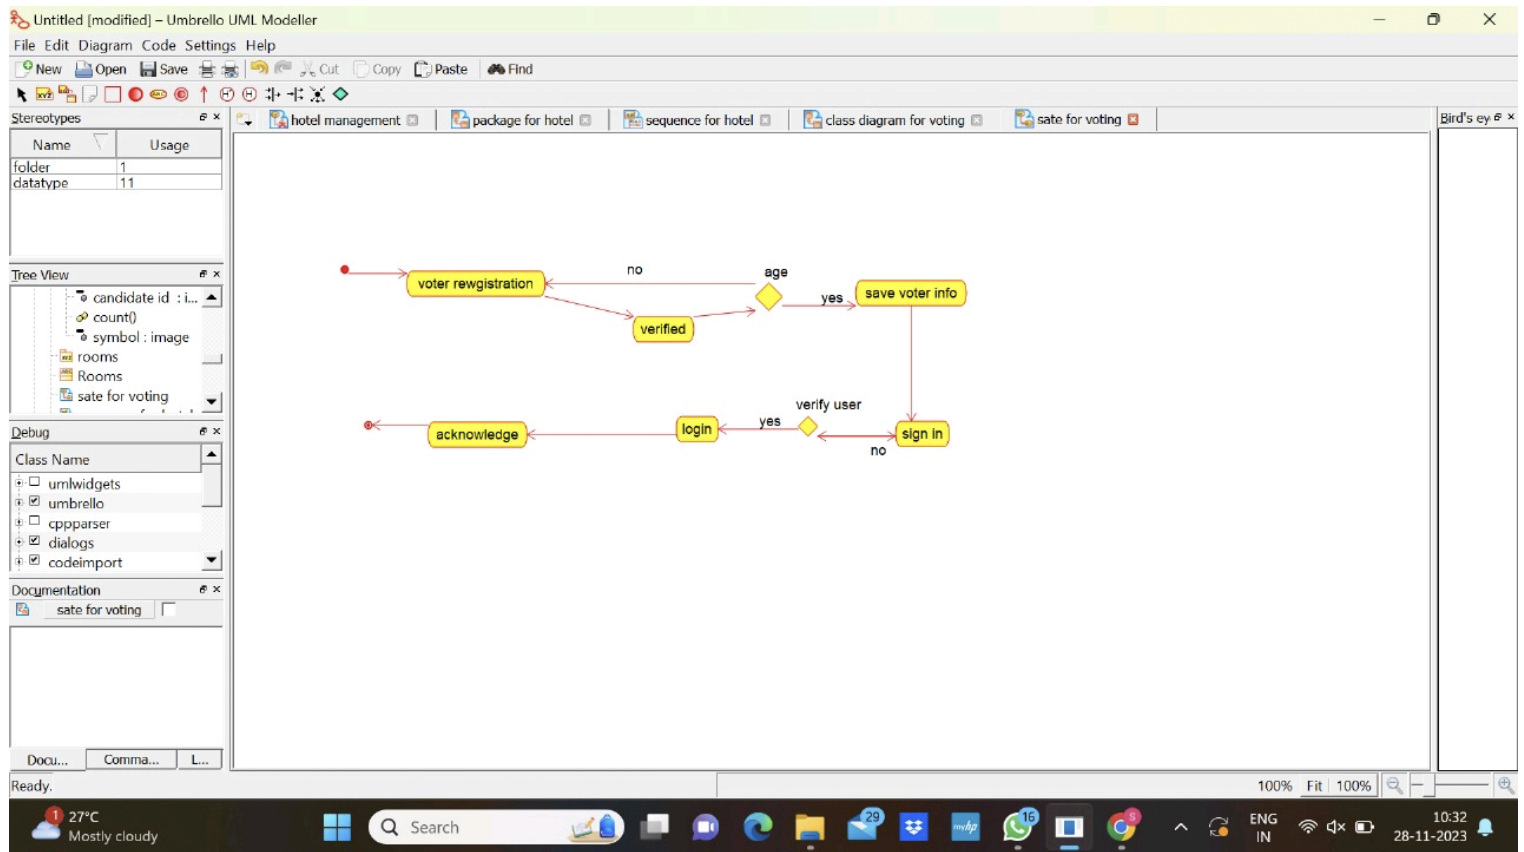 Untitled [modified] – Umbrello UML Modeller
File Edit Diagram Code Settings Help
New Open Save Cut Copy Paste Find
Stereotypes
hotel management
package for hotel
sequence for hotel
class diagram for voting
sate for voting
Bird's ey
Name Usage
folder 1
datatype 11
Tree View
candidate id : i...
count()
symbol : image
rooms
Rooms
sate for voting
Debug
Class Name
umlwidgets
umbrello
cppparser
dialogs
codeimport
Documentation
sate for voting
Docu... Comma... L...
no
age
voter rewgistration
yes
save voter info
verified
verify user
yes
login
acknowledge
sign in
no
Ready.
100% Fit 100%
1
27°C
Mostly cloudy
Search
29
myhp
16
S
ENG
IN
10:32
28-11-2023